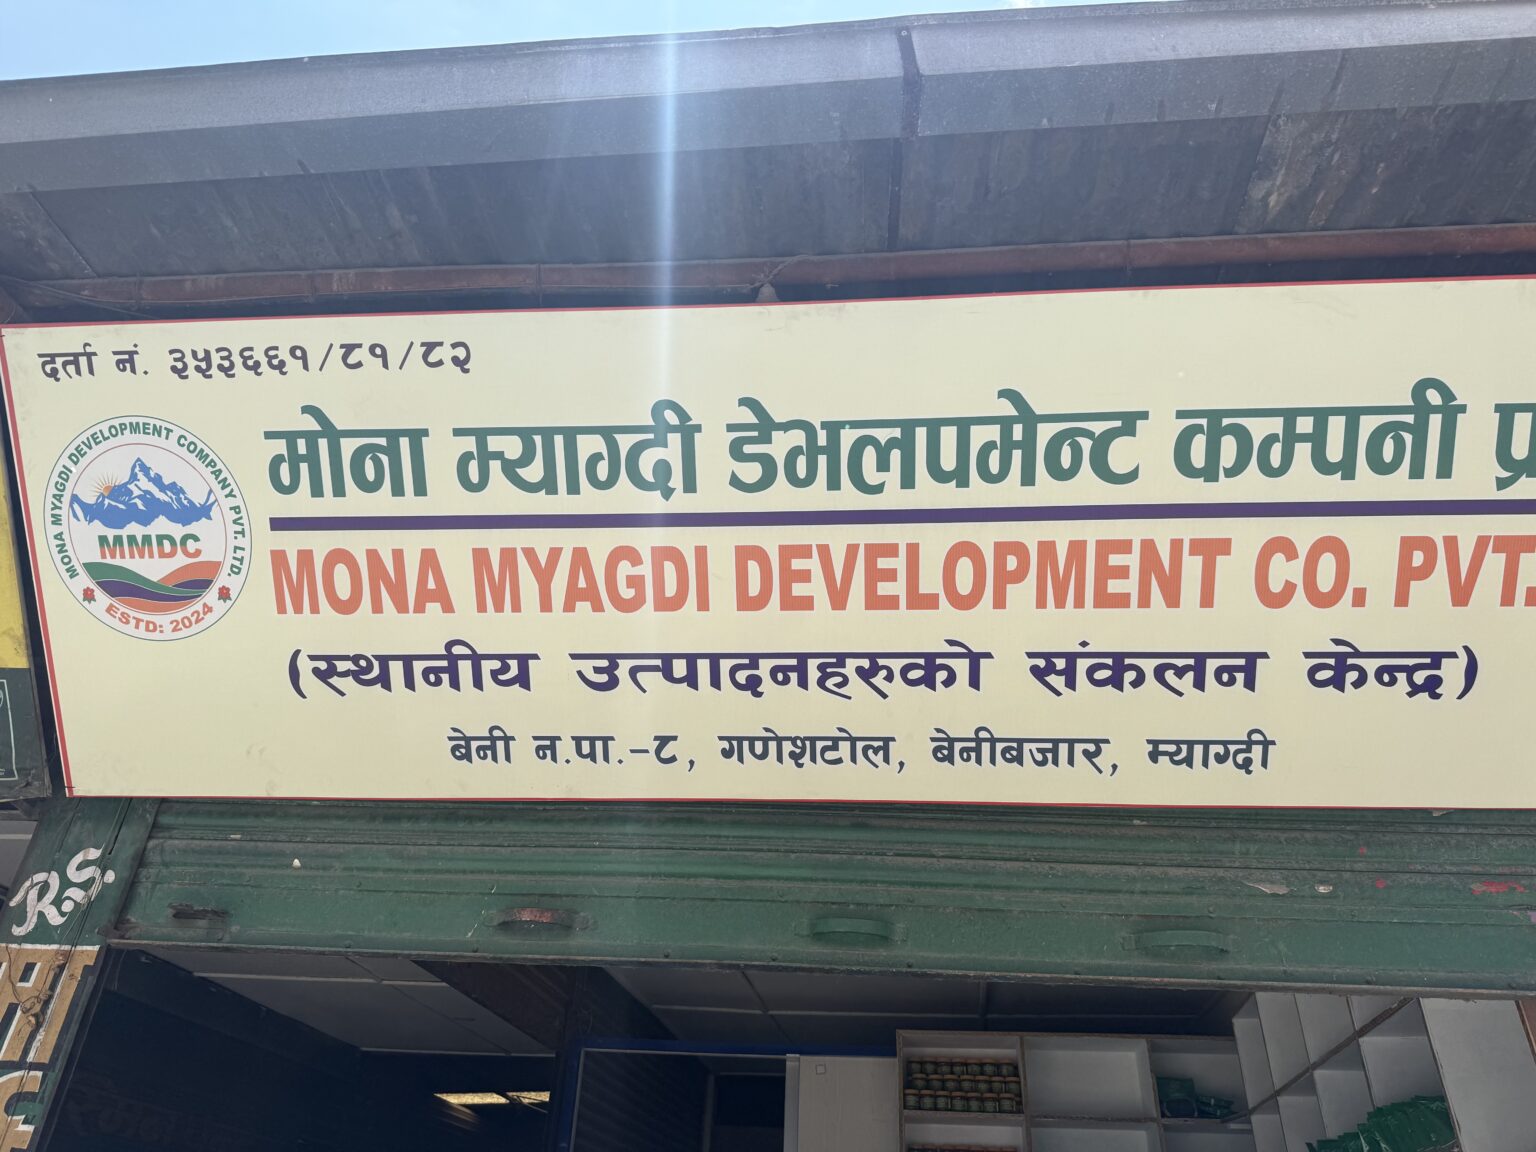 दर्ता नं. ३५३६६१/८१/८२
मोना म्याग्दी डेभलपमेन्ट कम्पनी प्र
MONA MYAGDI DEVELOPMENT COMPANY PVT. LTD.
MMDC
ESTD: 2024
MONA MYAGDI DEVELOPMENT CO. PVT.
(स्थानीय उत्पादनहरुको संकलन केन्द्र)
बेनी न.पा.-८, गणेशटोल, बेनीबजार, म्याग्दी
R.S.